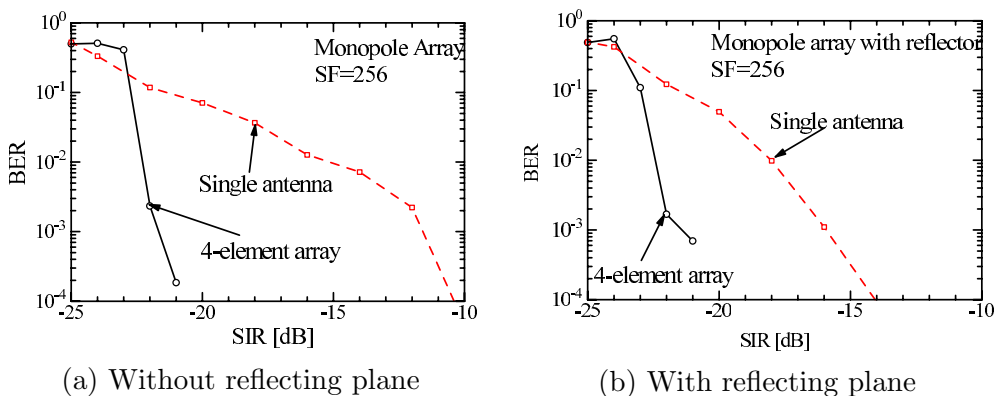 10^0
10^-1
10^-2
10^-3
10^-4
BER
Monopole Array
SF=256
Single antenna
4-element array
-25
-20
-15
-10
SIR [dB]
(a) Without reflecting plane
10^0
10^-1
10^-2
10^-3
10^-4
BER
Monopole array with reflector
SF=256
Single antenna
4-element array
-25
-20
-15
-10
SIR [dB]
(b) With reflecting plane